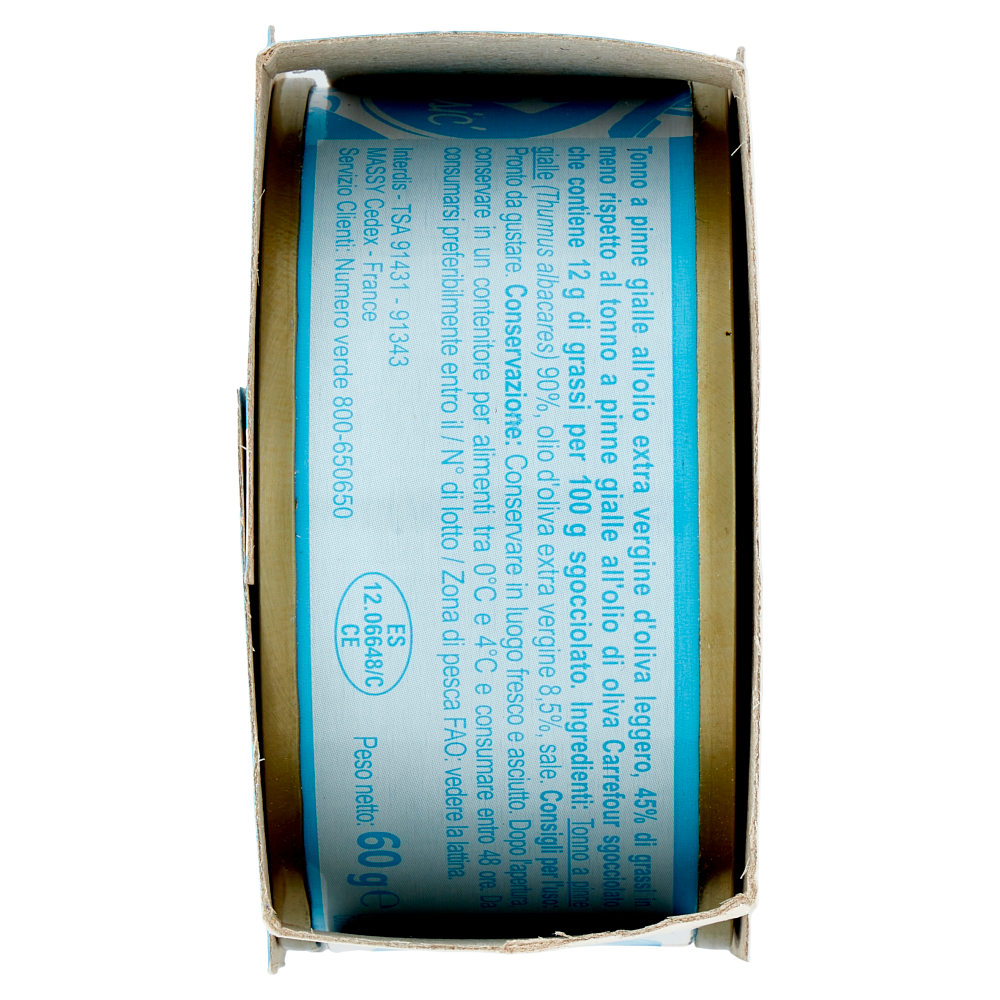 Tonno a pinne gialle all'olio extra vergine d'oliva leggero, 45% di grassi in
meno rispetto al tonno a pinne gialle all'olio di oliva Carrefour sgocciolato
che contiene 12 g di grassi per 100 g sgocciolato. Ingredienti: Tonno a pinne
gialle (Thunnus albacares) 90%, olio d'oliva extra vergine 8,5%, sale. Consigli per l'uso:
Pronto da gustare. Conservazione: Conservare in luogo fresco e asciutto. Dopo l'apertura
conservare in un contenitore per alimenti tra 0°C e 4°C e consumare entro 48 ore. Da
consumarsi preferibilmente entro il / N° di lotto / Zona di pesca FAO: vedere la lattina.
Interdis - TSA 91431 - 91343
MASSY Cedex - France
Servizio Clienti: Numero verde 800-650650
ES
12.06648/C
CE
Peso netto: 60 g e